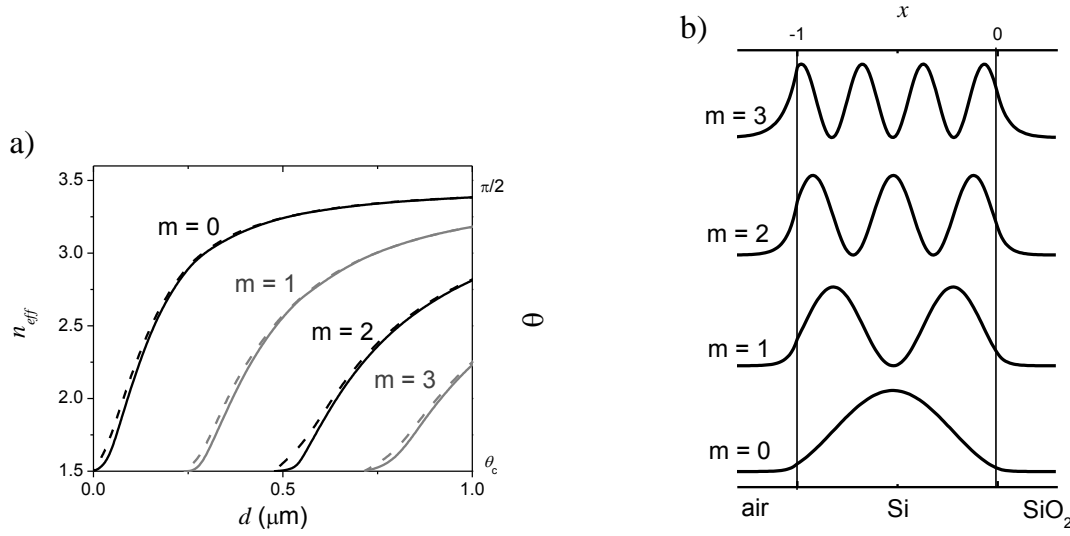 a)
3.5
3.0
2.5
2.0
1.5
n_eff
m = 0
m = 1
m = 2
m = 3
π/2
θ
θc
0.0
0.5
1.0
d (μm)
b)
x
-1
0
m = 3
m = 2
m = 1
m = 0
air
Si
SiO₂